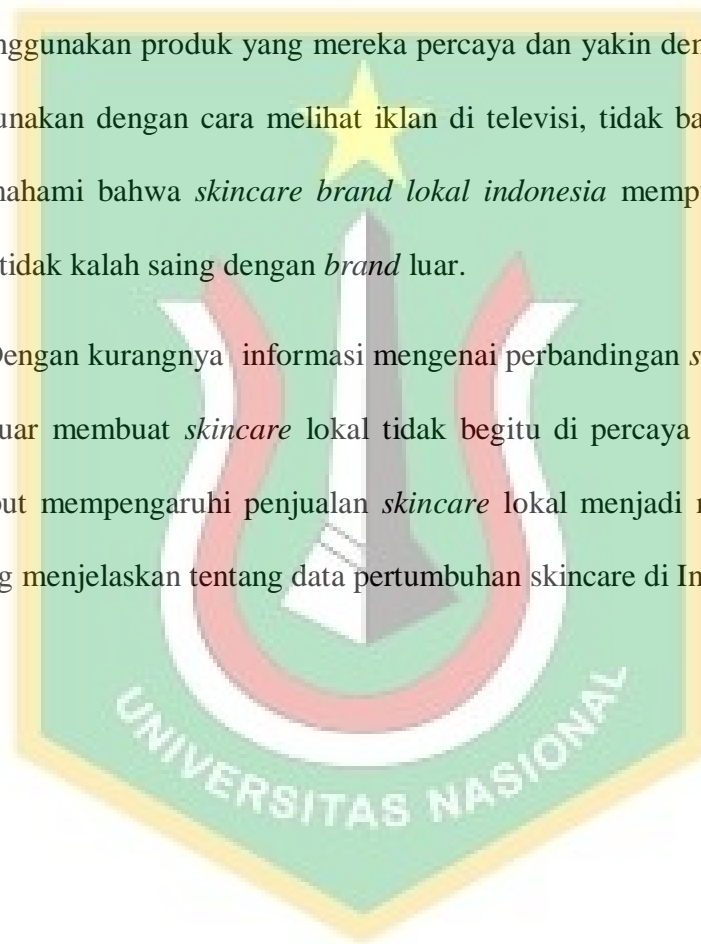 nggunakan produk yang mereka percaya dan yakin den
unakan dengan cara melihat iklan di televisi, tidak ba
nahami bahwa skincare brand lokal indonesia memp
tidak kalah saing dengan brand luar.
Dengan kurangnya informasi mengenai perbandingan s
uar membuat skincare lokal tidak begitu di percaya
out mempengaruhi penjualan skincare lokal menjadi r
g menjelaskan tentang data pertumbuhan skincare di In
UNIVERSITAS NASIONAL